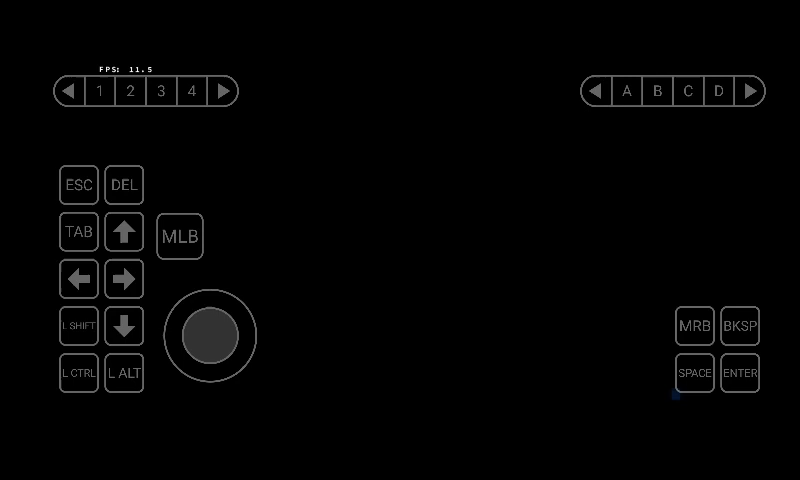 FPS: 11.5
1 2 3 4
A B C D
ESC DEL
TAB
MLB
L SHIFT
MRB BKSP
L CTRL L ALT
SPACE ENTER